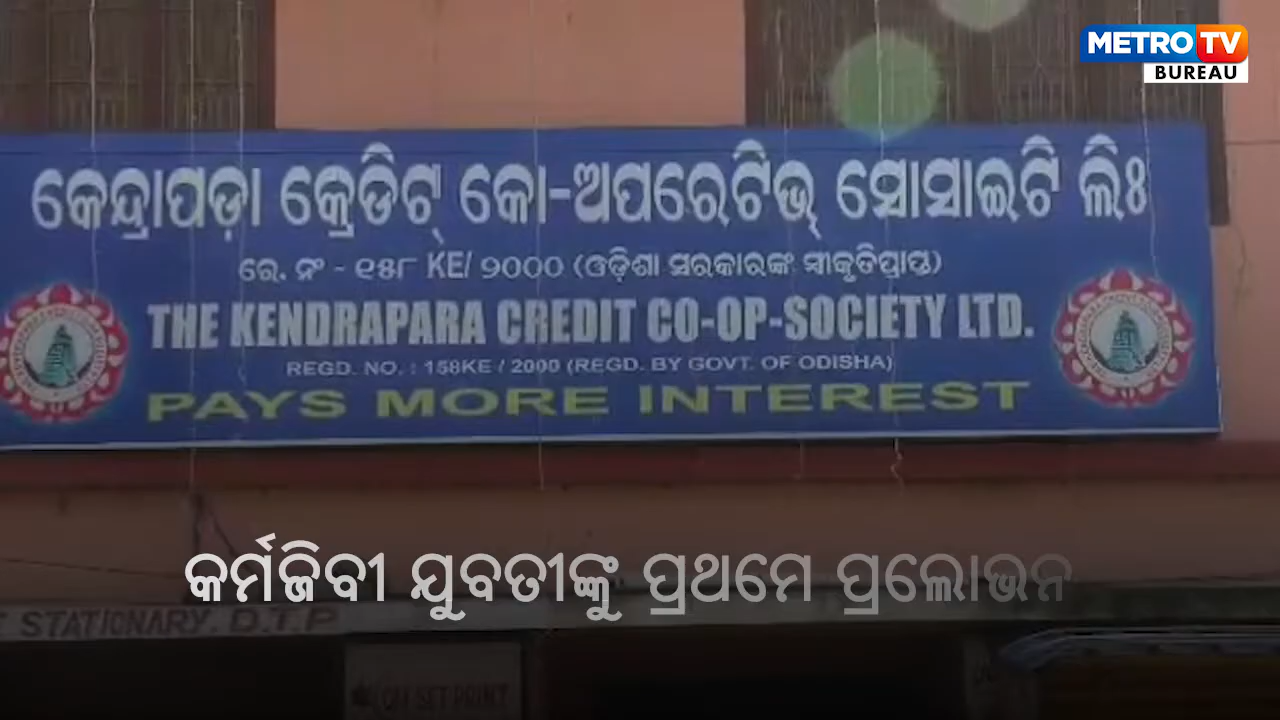 METRO TV
BUREAU
କେନ୍ଦ୍ରାପଡ଼ା କ୍ରେଡିଟ୍ କୋ-ଅପରେଟିଭ୍ ସୋସାଇଟି ଲିଃ
ରେ. ନଂ - ୧୫୮ KE/ ୨୦୦୦ (ଓଡ଼ିଶା ସରକାରଙ୍କ ସ୍ୱୀକୃତିପ୍ରାପ୍ତ)
THE KENDRAPARA CREDIT CO-OP-SOCIETY LTD.
REGD. NO. : 158KE / 2000 (REGD. BY GOVT. OF ODISHA)
PAYS MORE INTEREST
କର୍ମଜିବୀ ଯୁବତୀଙ୍କୁ ପ୍ରଥମେ ପ୍ରଲୋଭନ
STATIONARY. D.T.P
PRINT